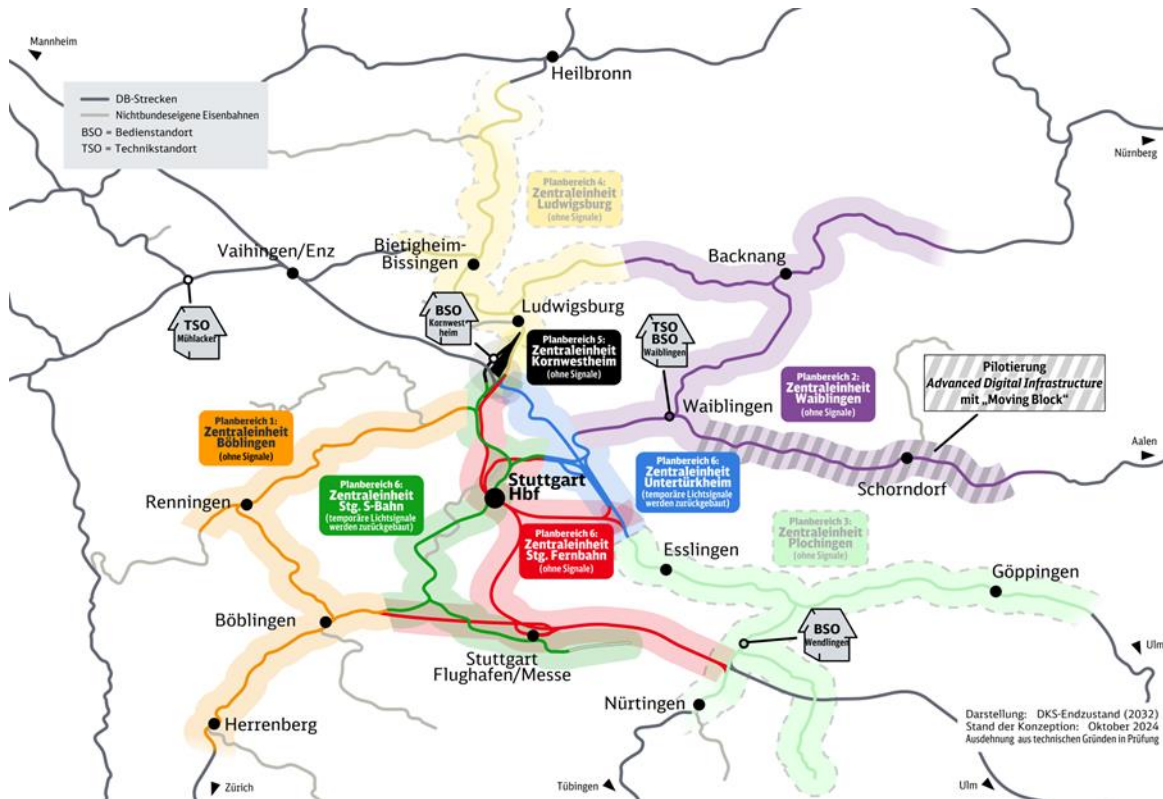 Mannheim
Heilbronn
DB-Strecken
Nichtbundeseigene Eisenbahnen
BSO = Bedienstandort
TSO = Technikstandort
Nürnberg
Planbereich 4:
Zentraleinheit
Ludwigsburg
(ohne Signale)
Vaihingen/Enz
Bietigheim-
Bissingen
Backnang
TSO
Mühlacker
BSO
Kornwest
heim
Ludwigsburg
TSO
BSO
Waiblingen
Planbereich 5:
Zentraleinheit
Kornwestheim
(ohne Signale)
Planbereich 2:
Zentraleinheit
Waiblingen
(ohne Signale)
Pilotierung
Advanced Digital Infrastructure
mit „Moving Block“
Waiblingen
Planbereich 1:
Zentraleinheit
Böblingen
(ohne Signale)
Aalen
Schorndorf
Renningen
Planbereich 6:
Zentraleinheit
Stg. S-Bahn
(temporäre Lichtsignale
werden zurückgebaut)
Stuttgart
Hbf
Planbereich 6:
Zentraleinheit
Untertürkheim
(temporäre Lichtsignale
werden zurückgebaut)
Planbereich 6:
Zentraleinheit
Stg. Fernbahn
(ohne Signale)
Planbereich 3:
Zentraleinheit
Plochingen
(ohne Signale)
Esslingen
Göppingen
Böblingen
BSO
Wendlingen
Ulm
Stuttgart
Flughafen/Messe
Nürtingen
Herrenberg
Darstellung: DKS-Endzustand (2032)
Stand der Konzeption: Oktober 2024
Ausdehnung aus technischen Gründen in Prüfung
Zürich
Tübingen
Ulm